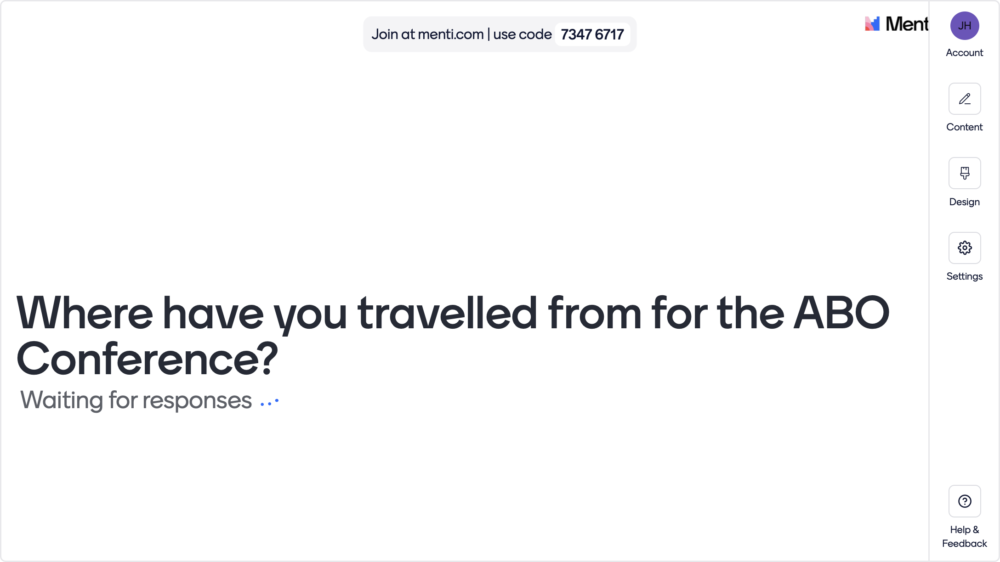 Join at menti.com | use code 7347 6717
Ment
JH
Account
Content
Design
Settings
Where have you travelled from for the ABO
Conference?
Waiting for responses ...
Help &
Feedback